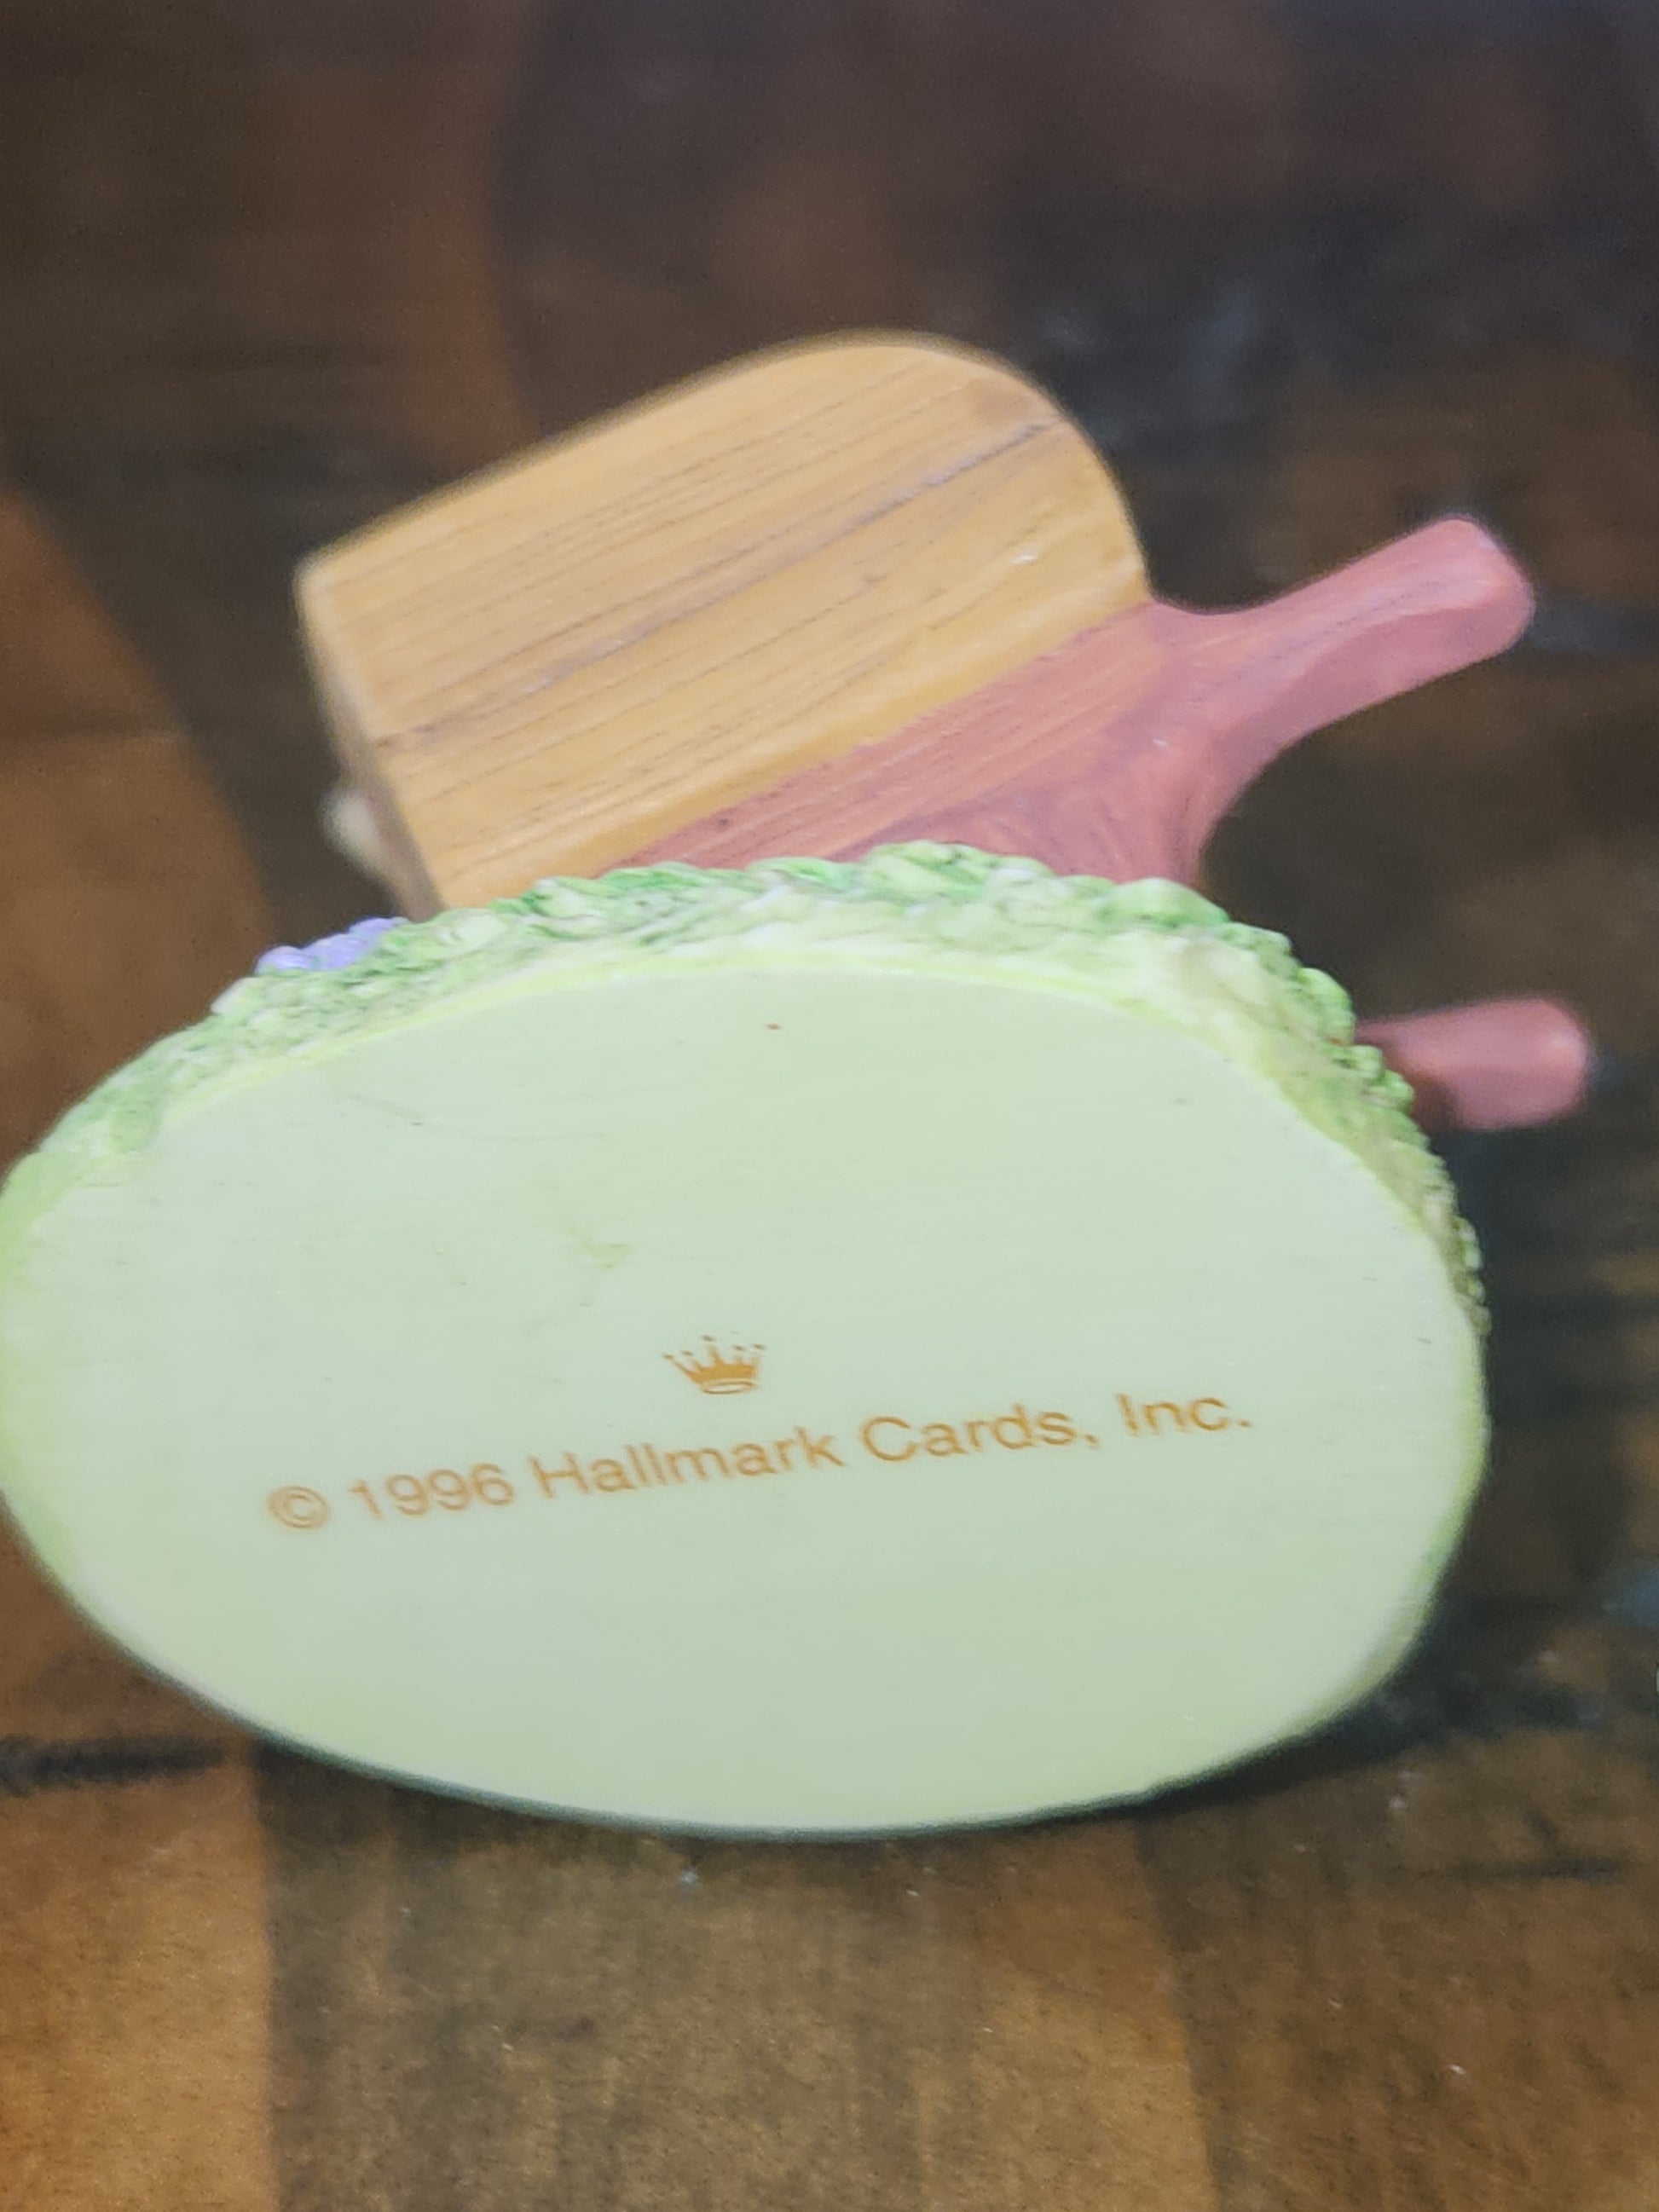 © 1996 Hallmark Cards, Inc.